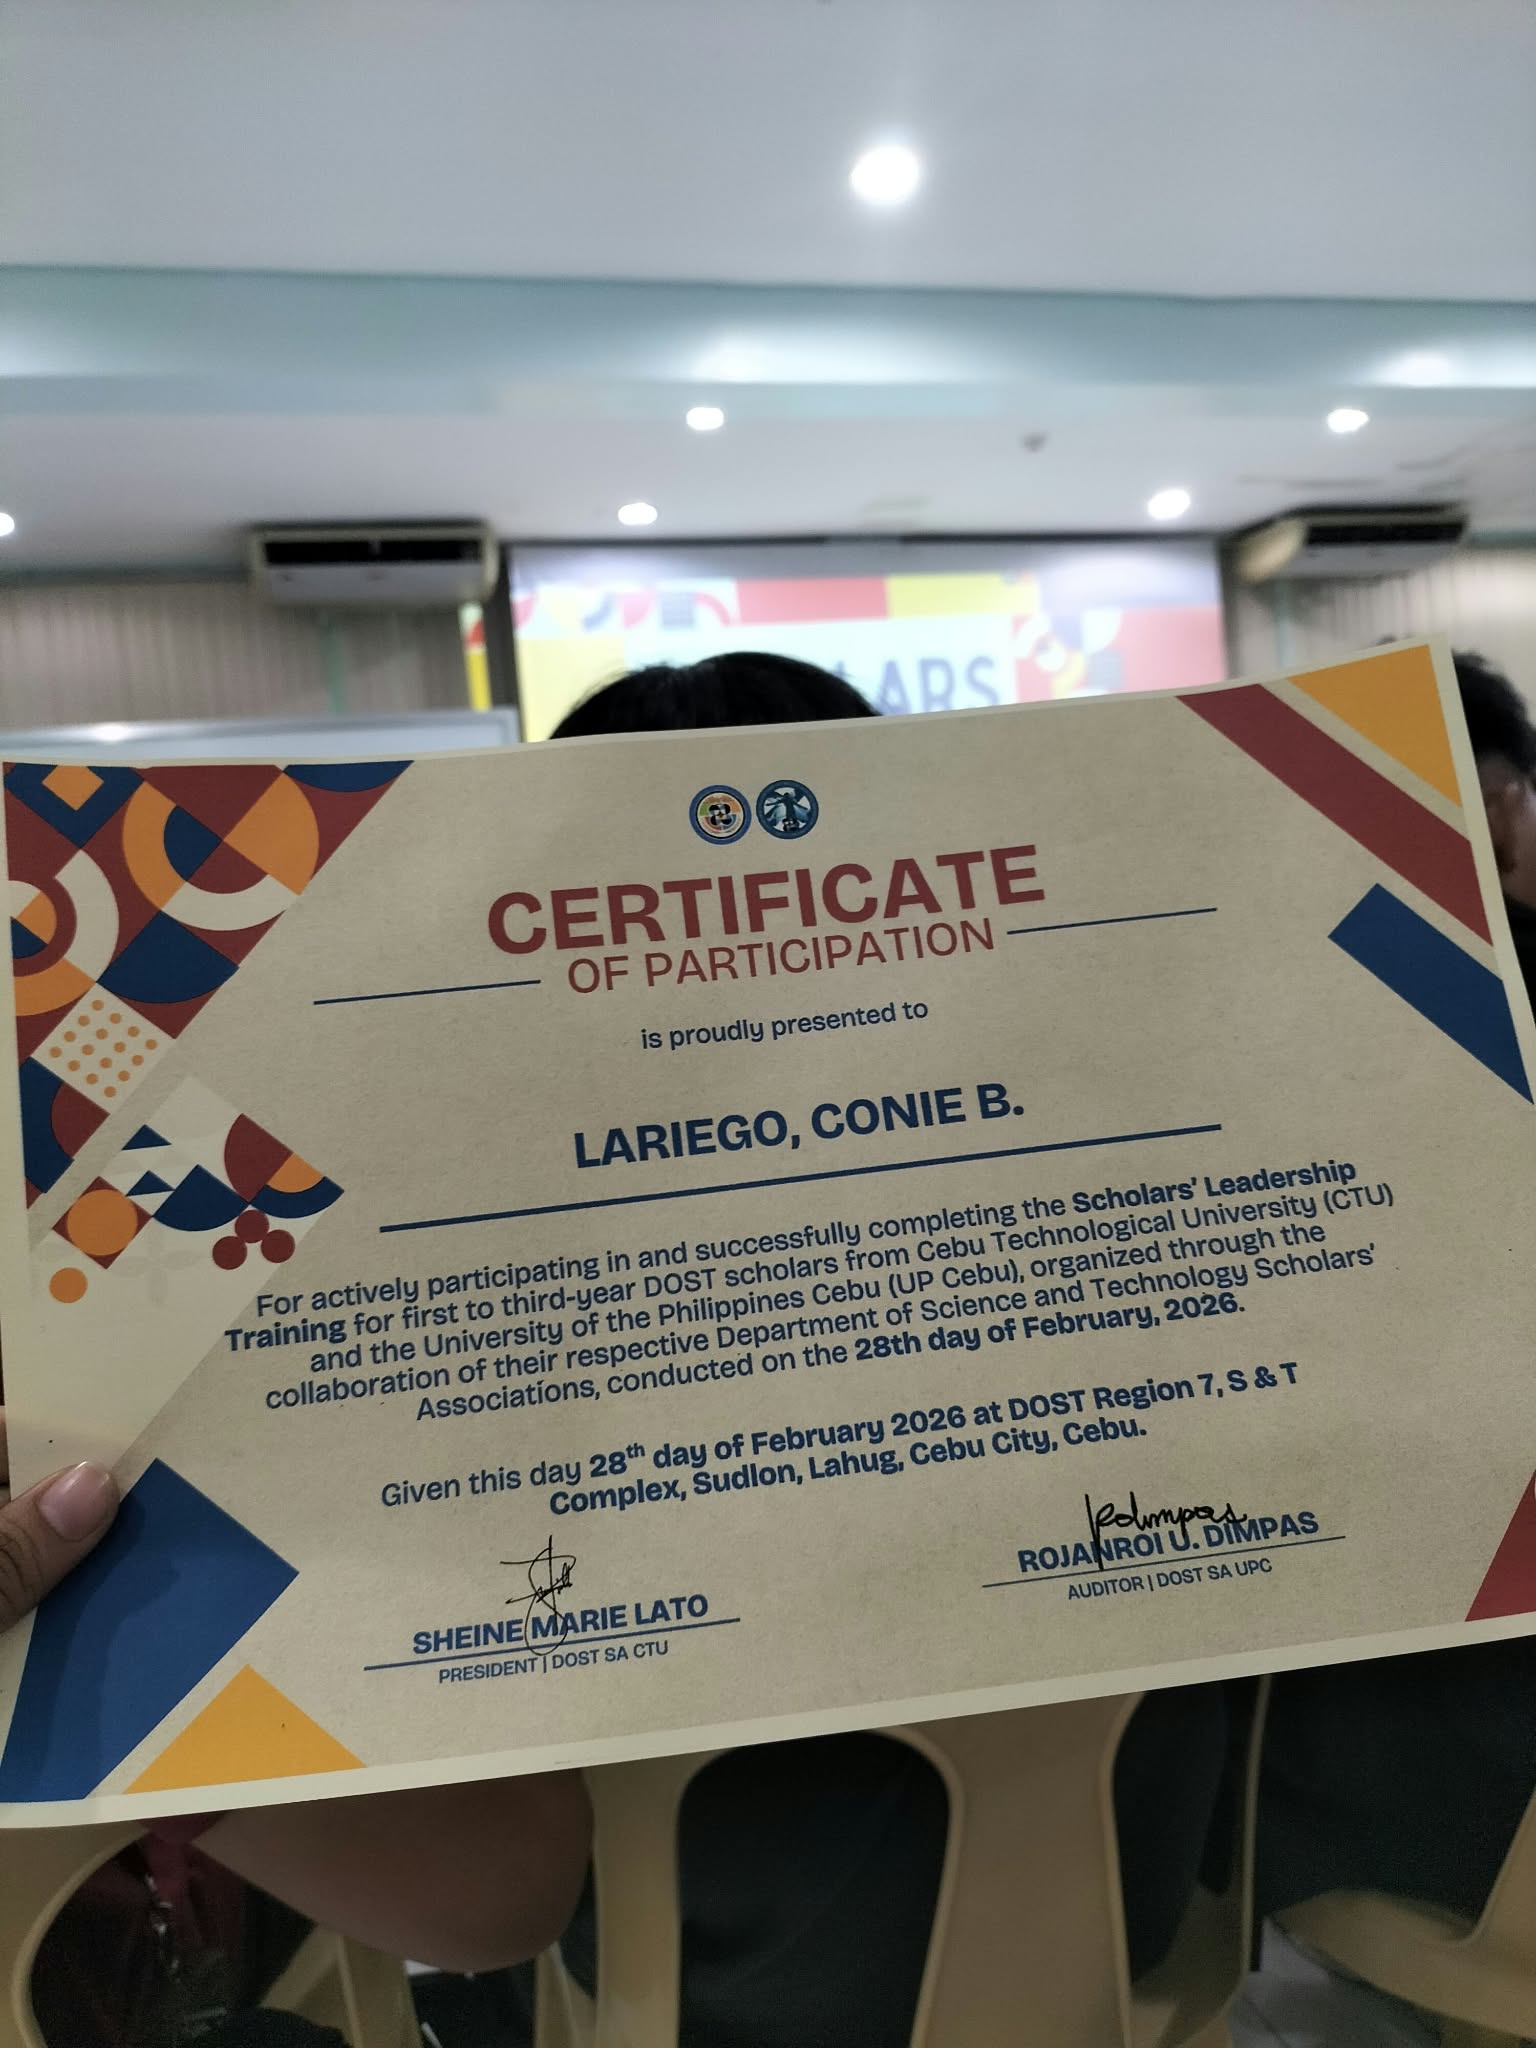 CERTIFICATE
OF PARTICIPATION
is proudly presented to
LARIEGO, CONIE B.
For actively participating in and successfully completing the Scholars' Leadership
Training for first to third-year DOST scholars from Cebu Technological University (CTU)
and the University of the Philippines Cebu (UP Cebu), organized through the
collaboration of their respective Department of Science and Technology Scholars'
Associations, conducted on the 28th day of February, 2026.
Given this day 28th day of February 2026 at DOST Region 7, S & T
Complex, Sudlon, Lahug, Cebu City, Cebu.
SHEINE MARIE LATO
PRESIDENT | DOST SA CTU
ROJANROI U. DIMPAS
AUDITOR | DOST SA UPC